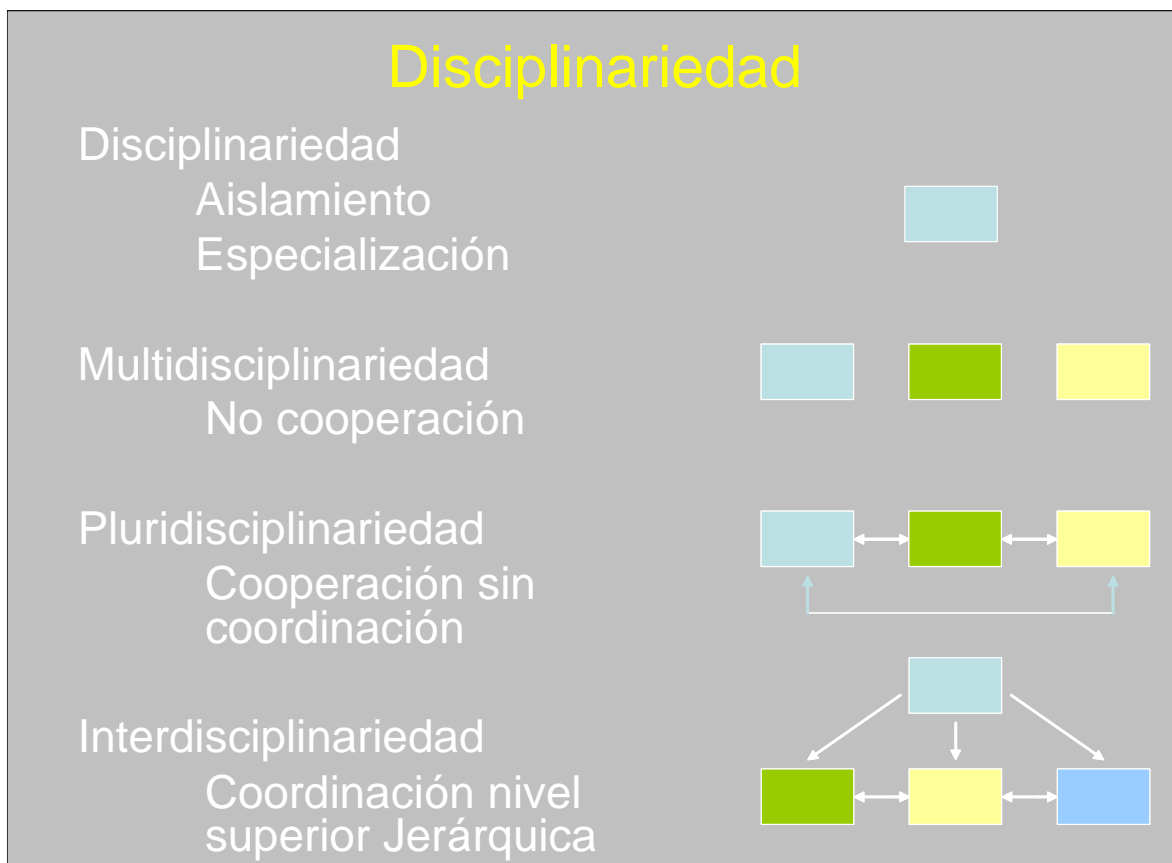 Disciplinariedad
Disciplinariedad
Aislamiento
Especialización
Multidisciplinariedad
No cooperación
Pluridisciplinariedad
Cooperación sin
coordinación
Interdisciplinariedad
Coordinación nivel
superior Jerárquica